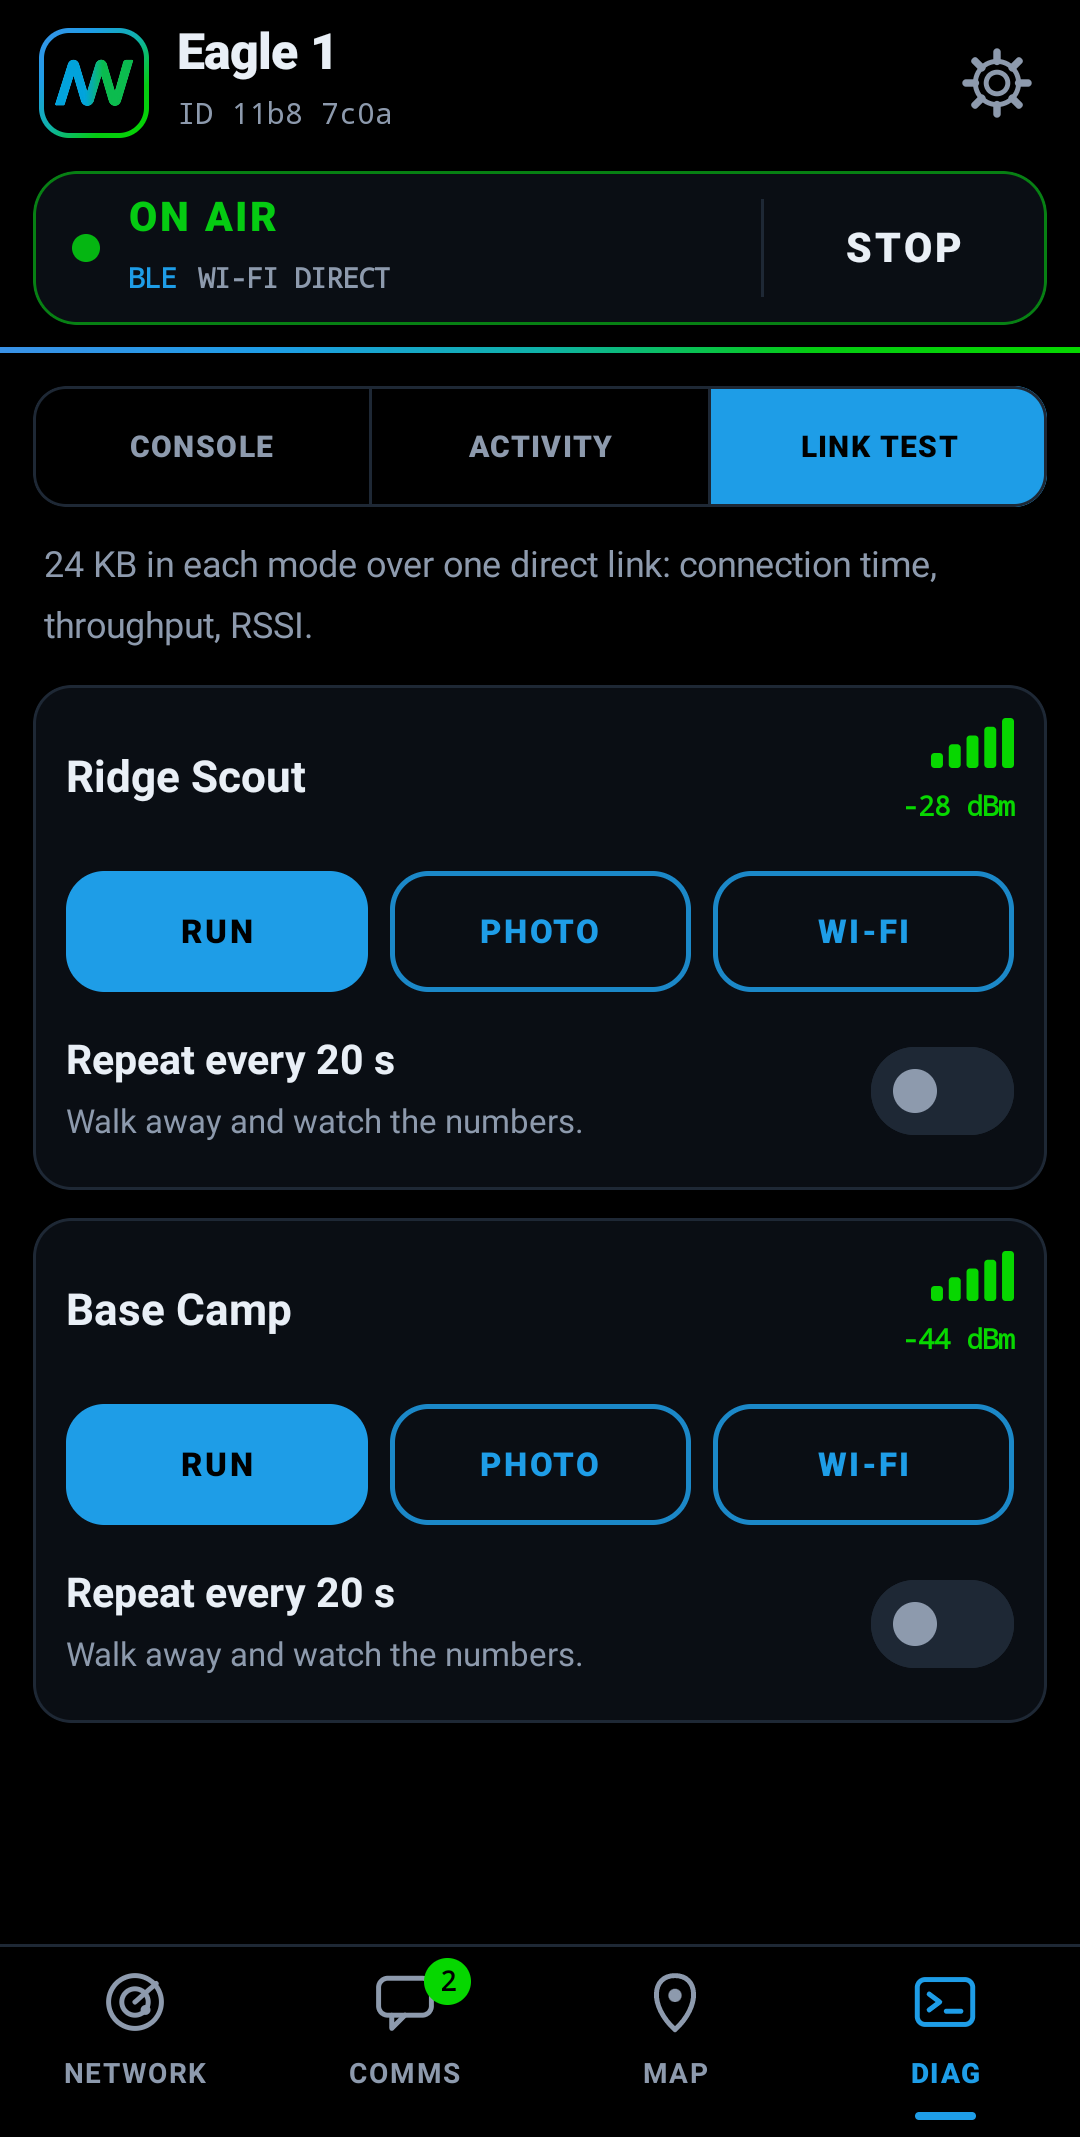 Eagle 1
ID 11b8 7c0a
ON AIR
BLE WI-FI DIRECT
STOP
CONSOLE
ACTIVITY
LINK TEST
24 KB in each mode over one direct link: connection time,
throughput, RSSI.
Ridge Scout
-28 dBm
RUN
PHOTO
WI-FI
Repeat every 20 s
Walk away and watch the numbers.
Base Camp
-44 dBm
RUN
PHOTO
WI-FI
Repeat every 20 s
Walk away and watch the numbers.
2
NETWORK
COMMS
MAP
DIAG